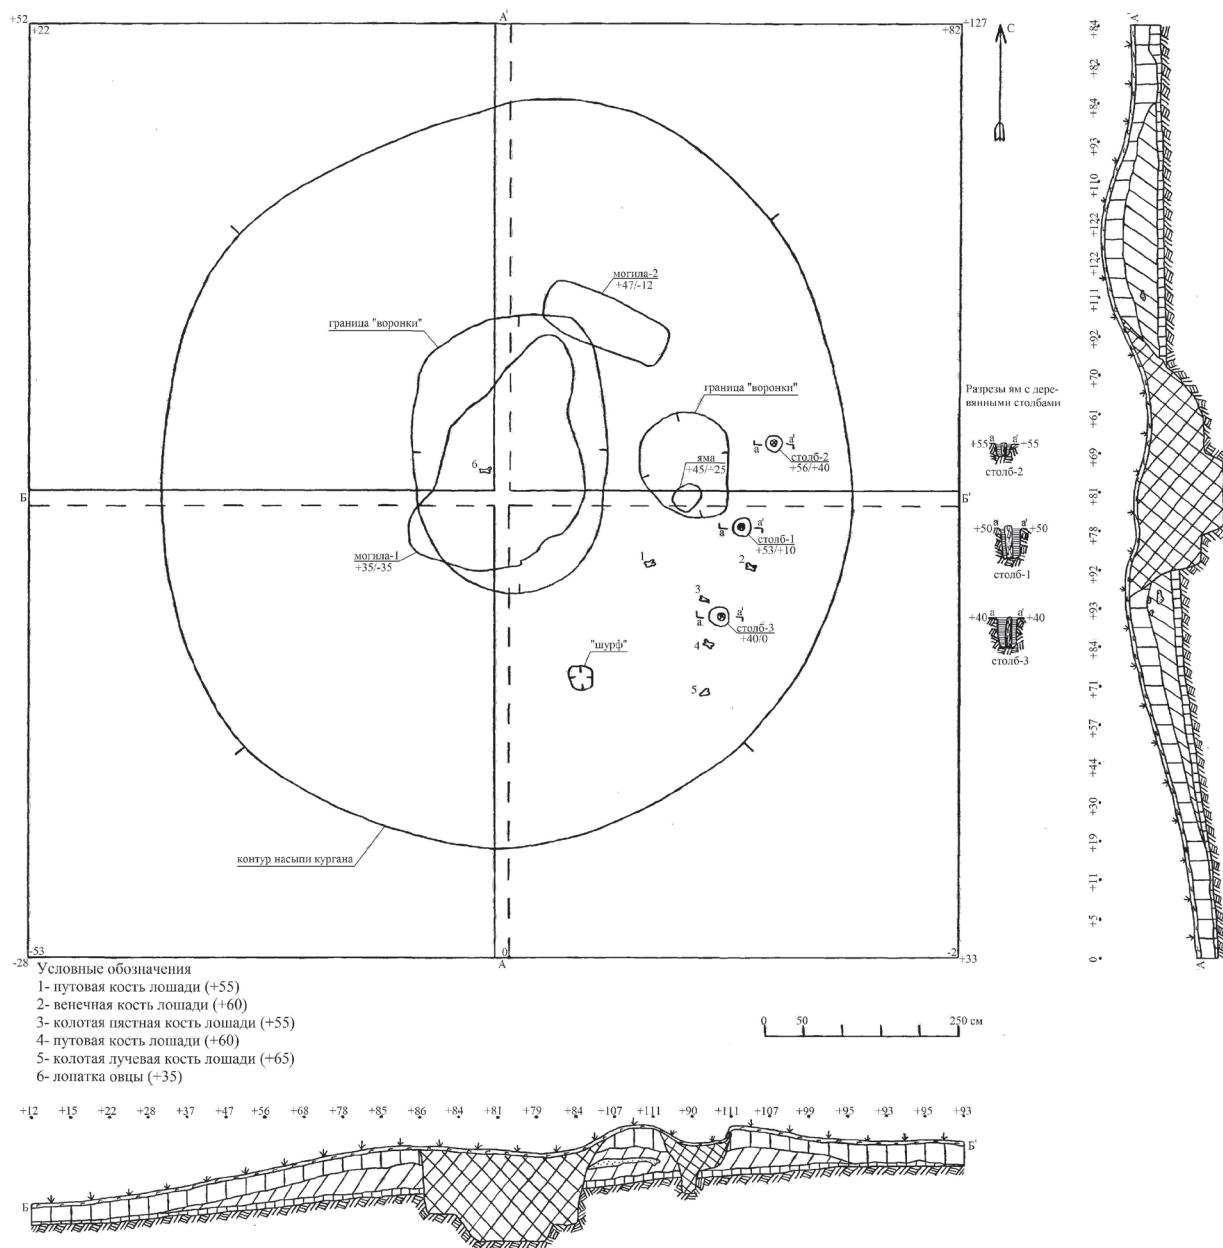 +52
+22
А'
+82
+127
С
могила-2
+47/-12
граница "воронки"
граница "воронки"
6
яма
+45/+25
а
а'
столб-2
+56/+40
Б
Б'
а
а'
столб-1
+53/+10
могила-1
+35/-35
1
2
3
а
а'
столб-3
+40/0
4
"шурф"
5
контур насыпи кургана
-53
-28
0
А
-2
+33
Разрезы ям с дере-
вянными столбами
+55
а
а'
+55
столб-2
+50
а
а'
+50
столб-1
+40
а
а'
+40
столб-3
А'
+84
+82
+84
+93
+110
+122
+122
+111
+92
+70
+61
+69
+81
+78
+92
+93
+84
+71
+57
+44
+30
+19
+11
+5
0
А
Условные обозначения
1- путовая кость лошади (+55)
2- венечная кость лошади (+60)
3- колотая пястная кость лошади (+55)
4- путовая кость лошади (+60)
5- колотая лучевая кость лошади (+65)
6- лопатка овцы (+35)
0 50 250 см
+12 +15 +22 +28 +37 +47 +56 +68 +78 +85 +86 +84 +81 +79 +84 +107 +111 +90 +111 +107 +99 +95 +93 +95 +93
Б
Б'